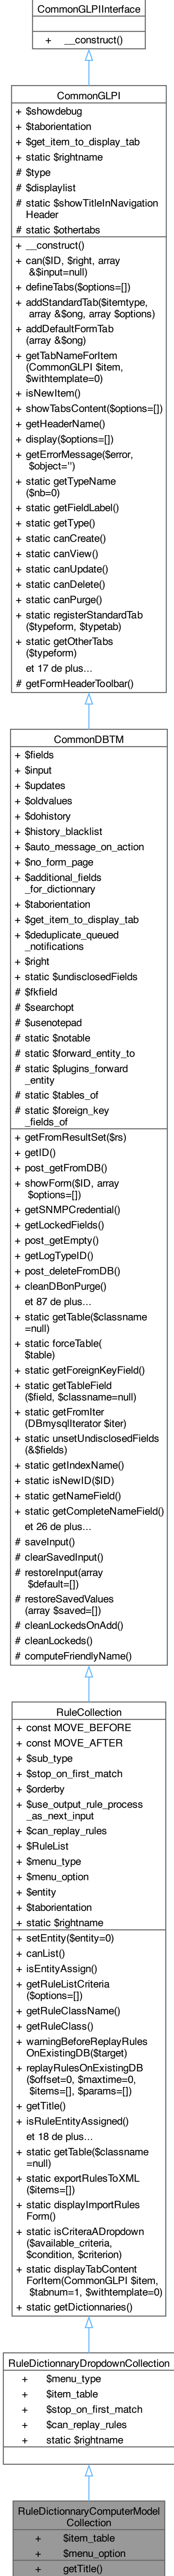 CommonGLPIInterface
+ __construct()
CommonGLPI
+ $showdebug
+ $taborientation
+ $get_item_to_display_tab
+ static $rightname
# $type
# $displaylist
# static $showTitleInNavigation
Header
# static $othertabs
+ __construct()
+ can($ID, $right, array
&$input=null)
+ defineTabs($options=[])
+ addStandardTab($itemtype,
array &$ong, array $options)
+ addDefaultFormTab
(array &$ong)
+ getTabNameForItem
(CommonGLPI $item,
$withtemplate=0)
+ isNewItem()
+ showTabsContent($options=[])
+ getHeaderName()
+ display($options=[])
+ getErrorMessage($error,
$object='')
+ static getTypeName
($nb=0)
+ static getFieldLabel()
+ static getType()
+ static canCreate()
+ static canView()
+ static canUpdate()
+ static canDelete()
+ static canPurge()
+ static registerStandardTab
($typeform, $typetab)
+ static getOtherTabs
($typeform)
et 17 de plus...
# getFormHeaderToolbar()
CommonDBTM
+ $fields
+ $input
+ $updates
+ $oldvalues
+ $dohistory
+ $history_blacklist
+ $auto_message_on_action
+ $no_form_page
+ $additional_fields
_for_dictionnary
+ $taborientation
+ $get_item_to_display_tab
+ $deduplicate_queued
_notifications
+ $right
+ static $undisclosedFields
# $fkfield
# $searchopt
# $usenotepad
# static $notable
# static $forward_entity_to
# static $plugins_forward
_entity
# static $tables_of
# static $foreign_key
_fields_of
+ getFromResultSet($rs)
+ getID()
+ post_getFromDB()
+ showForm($ID, array
$options=[])
+ getSNMPCredential()
+ getLockedFields()
+ post_getEmpty()
+ getLogTypeID()
+ post_deleteFromDB()
+ cleanDBonPurge()
et 87 de plus...
+ static getTable($classname
=null)
+ static forceTable(
$table)
+ static getForeignKeyField()
+ static getTableField
($field, $classname=null)
+ static getFromIter
(DBmysqlIterator $iter)
+ static unsetUndisclosedFields
(&$fields)
+ static getIndexName()
+ static isNewID($ID)
+ static getNameField()
+ static getCompleteNameField()
et 26 de plus...
# saveInput()
# clearSavedInput()
# restoreInput(array
$default=[])
# restoreSavedValues
(array $saved=[])
# cleanLockedsOnAdd()
# cleanLockeds()
# computeFriendlyName()
RuleCollection
+ const MOVE_BEFORE
+ const MOVE_AFTER
+ $sub_type
+ $stop_on_first_match
+ $orderby
+ $use_output_rule_process
_as_next_input
+ $can_replay_rules
+ $RuleList
+ $menu_type
+ $menu_option
+ $entity
+ $taborientation
+ static $rightname
+ setEntity($entity=0)
+ canList()
+ isEntityAssign()
+ getRuleListCriteria
($options=[])
+ getRuleClassName()
+ getRuleClass()
+ warningBeforeReplayRules
OnExistingDB($target)
+ replayRulesOnExistingDB
($offset=0, $maxtime=0,
$items=[], $params=[])
+ getTitle()
+ isRuleEntityAssigned()
et 18 de plus...
+ static getTable($classname
=null)
+ static exportRulesToXML
($items=[])
+ static displayImportRules
Form()
+ static isCriteraADropdown
($available_criteria,
$condition, $criterion)
+ static displayTabContent
ForItem(CommonGLPI $item,
$tabnum=1, $withtemplate=0)
+ static getDictionnaries()
RuleDictionnaryDropdownCollection
+ $menu_type
+ $item_table
+ $stop_on_first_match
+ $can_replay_rules
+ static $rightname
RuleDictionnaryComputerModel
Collection
+ $item_table
+ $menu_option
+ getTitle()